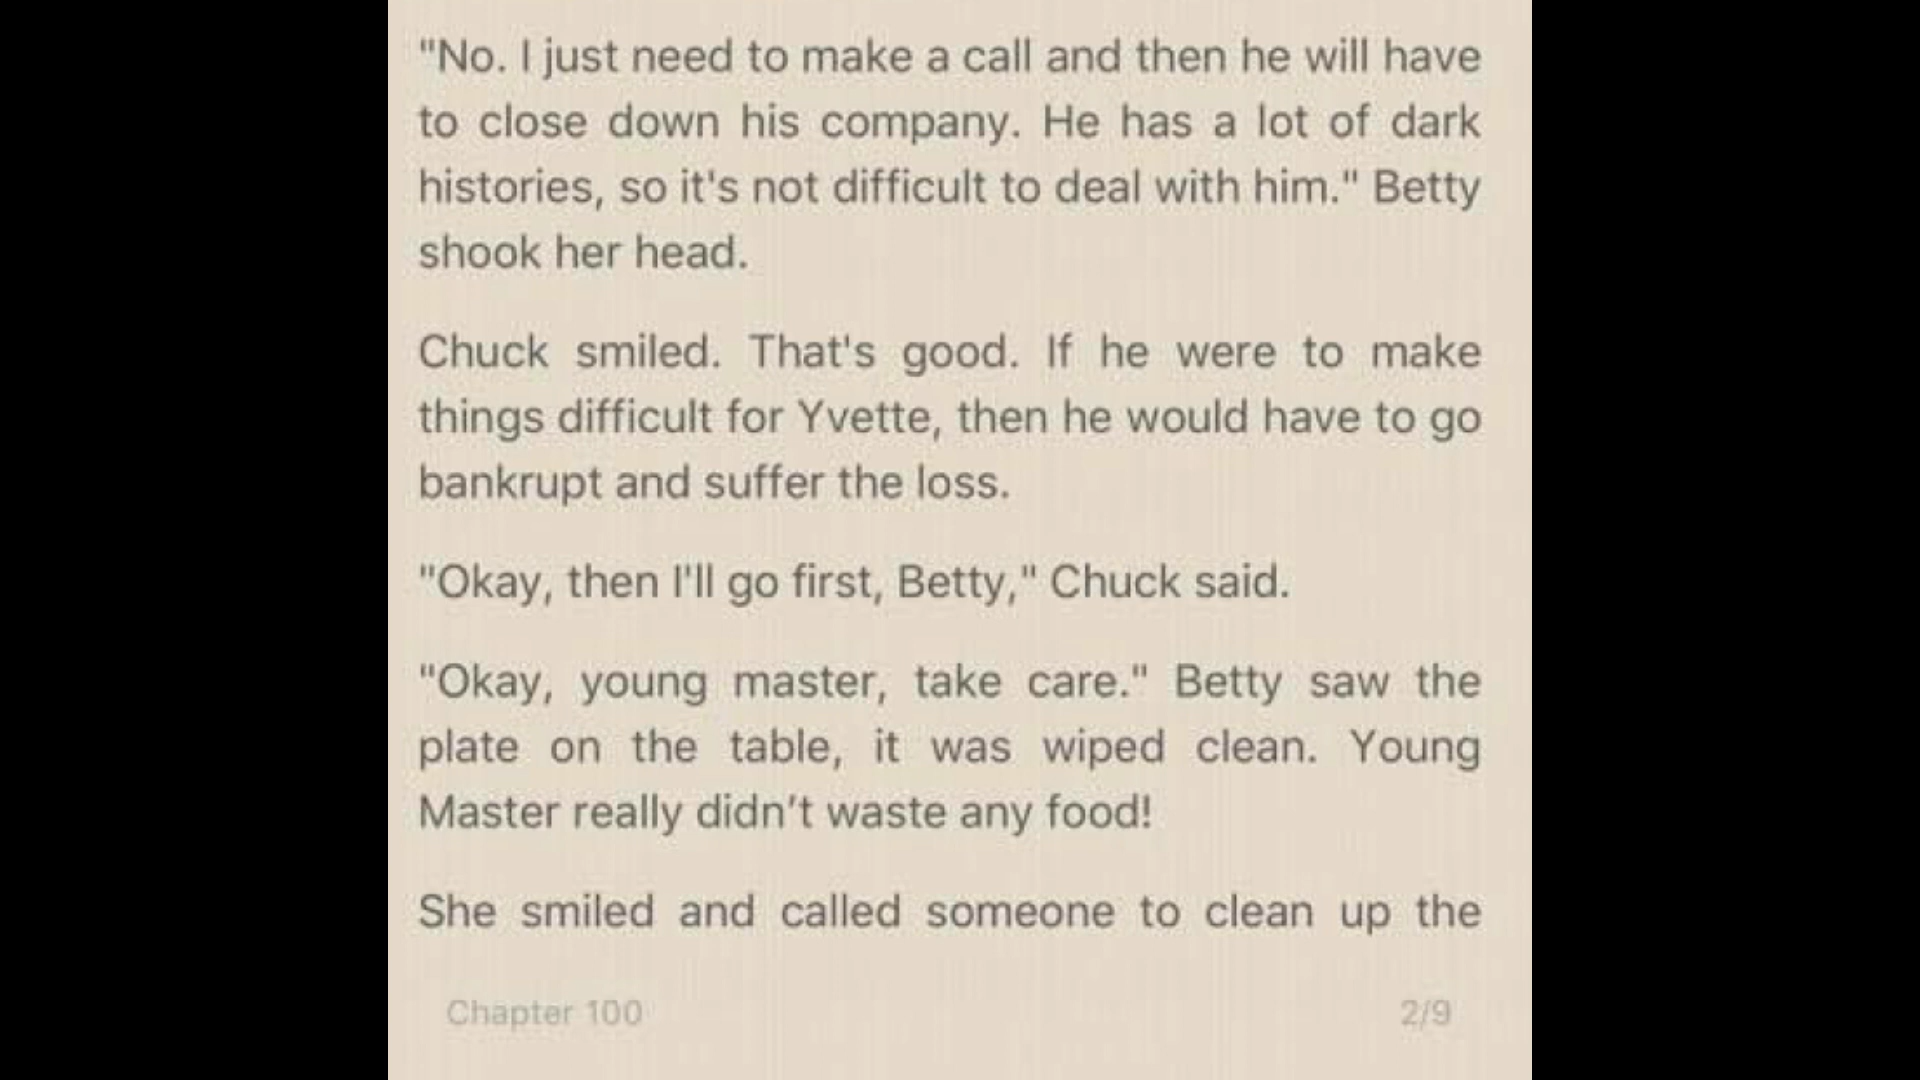 "No. I just need to make a call and then he will have
to close down his company. He has a lot of dark
histories, so it's not difficult to deal with him." Betty
shook her head.
Chuck smiled. That's good. If he were to make
things difficult for Yvette, then he would have to go
bankrupt and suffer the loss.
"Okay, then I'll go first, Betty," Chuck said.
"Okay, young master, take care." Betty saw the
plate on the table, it was wiped clean. Young
Master really didn’t waste any food!
She smiled and called someone to clean up the
Chapter 100
2/9